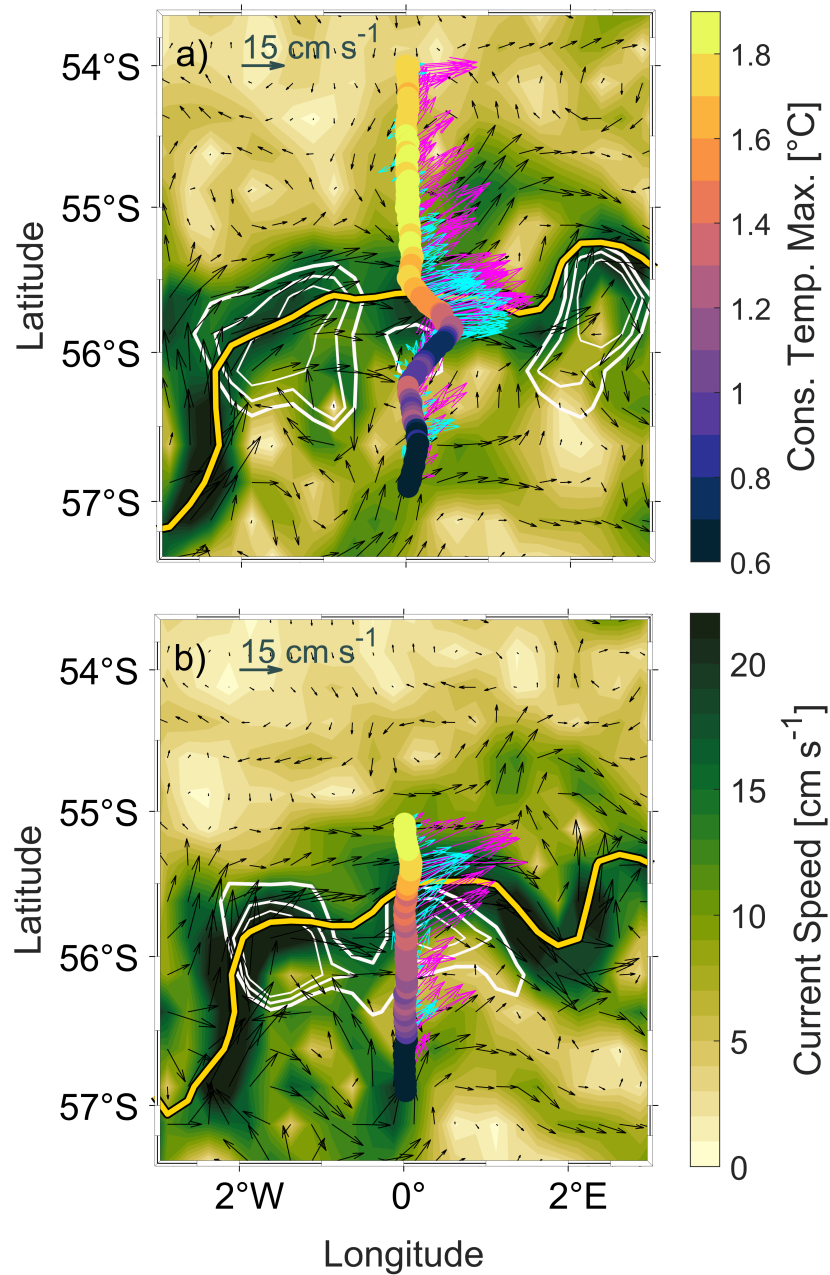 a)
15 cm s⁻¹
54°S
55°S
56°S
57°S
Latitude
1.8
1.6
1.4
1.2
1
0.8
0.6
Cons. Temp. Max. [°C]
b)
15 cm s⁻¹
54°S
55°S
56°S
57°S
Latitude
2°W
0°
2°E
Longitude
20
15
10
5
0
Current Speed [cm s⁻¹]